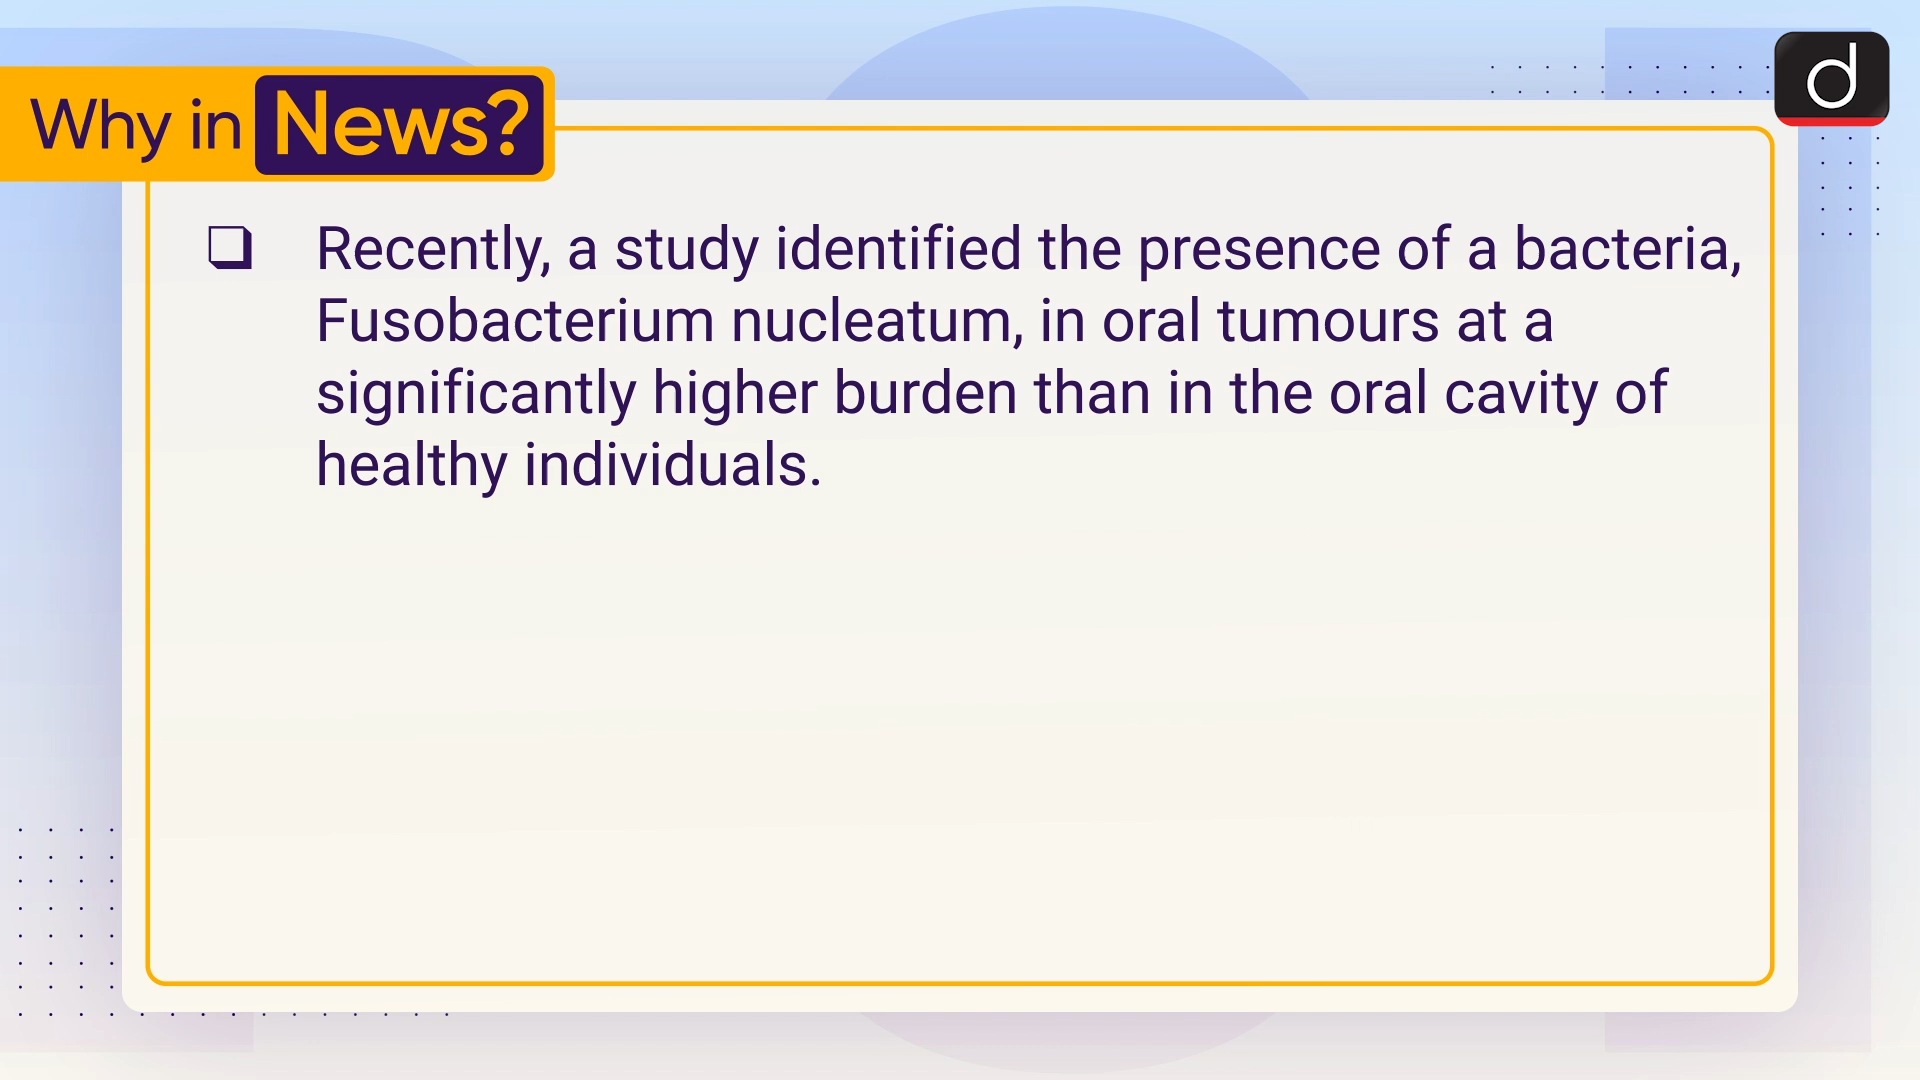 Why in News?
d
❑ Recently, a study identified the presence of a bacteria,
Fusobacterium nucleatum, in oral tumours at a
significantly higher burden than in the oral cavity of
healthy individuals.